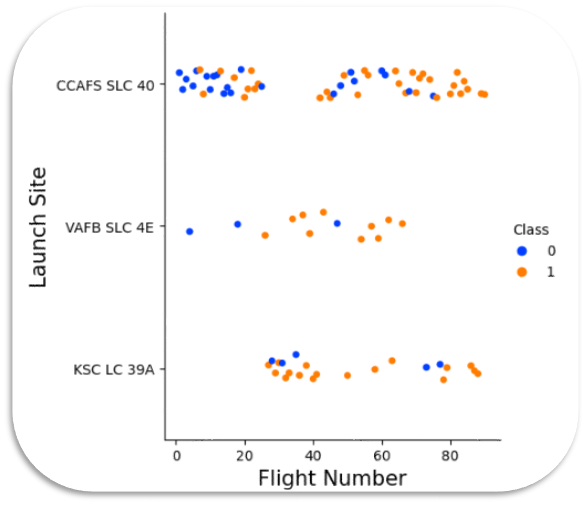 CCAFS SLC 40
VAFB SLC 4E
KSC LC 39A
Launch Site
0 20 40 60 80
Flight Number
Class
0
1